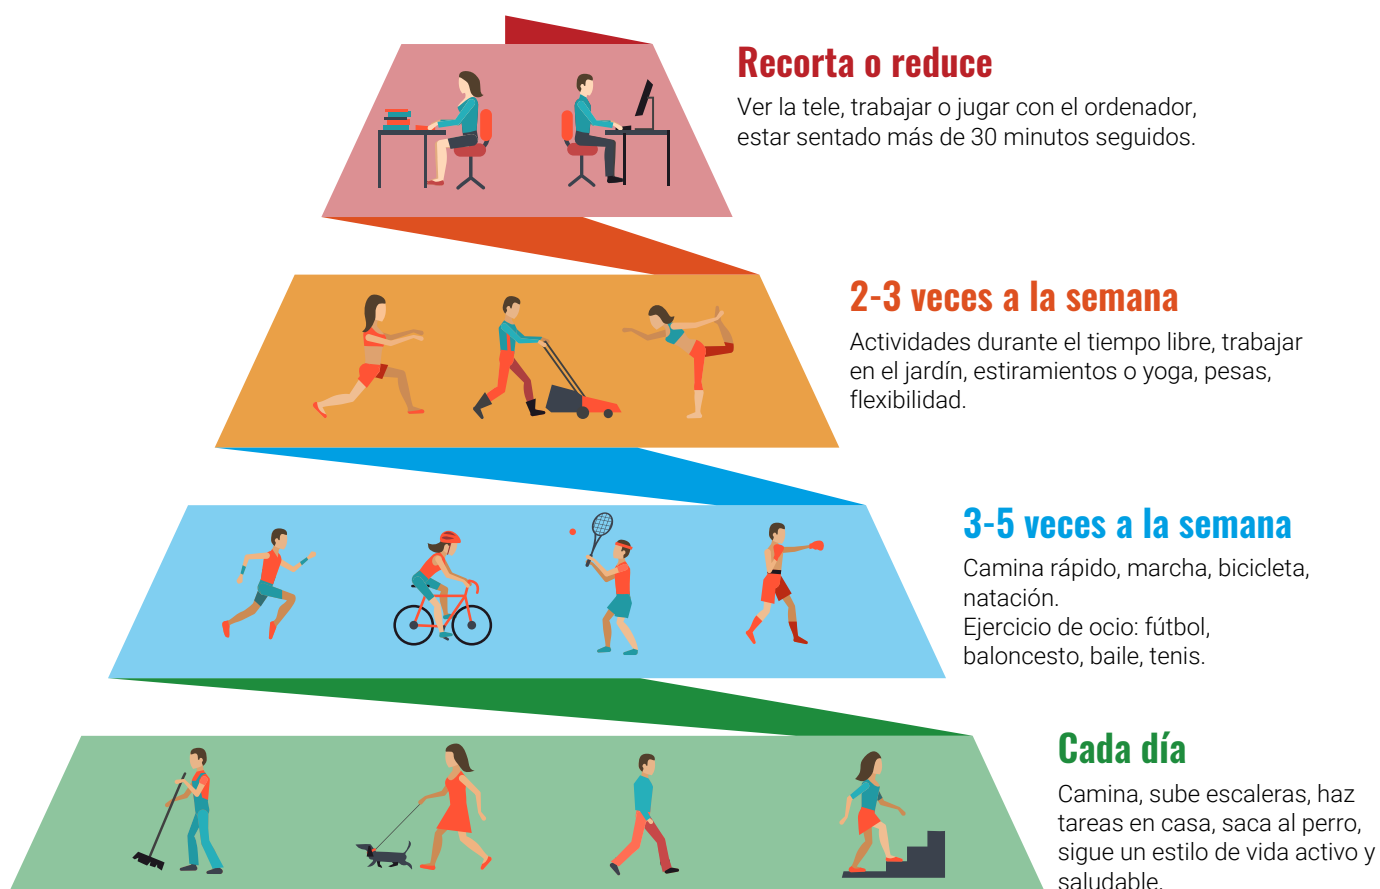 Recorta o reduce
Ver la tele, trabajar o jugar con el ordenador,
estar sentado más de 30 minutos seguidos.
2-3 veces a la semana
Actividades durante el tiempo libre, trabajar
en el jardín, estiramientos o yoga, pesas,
flexibilidad.
3-5 veces a la semana
Camina rápido, marcha, bicicleta,
natación.
Ejercicio de ocio: fútbol,
baloncesto, baile, tenis.
Cada día
Camina, sube escaleras, haz
tareas en casa, saca al perro,
sigue un estilo de vida activo y
saludable.